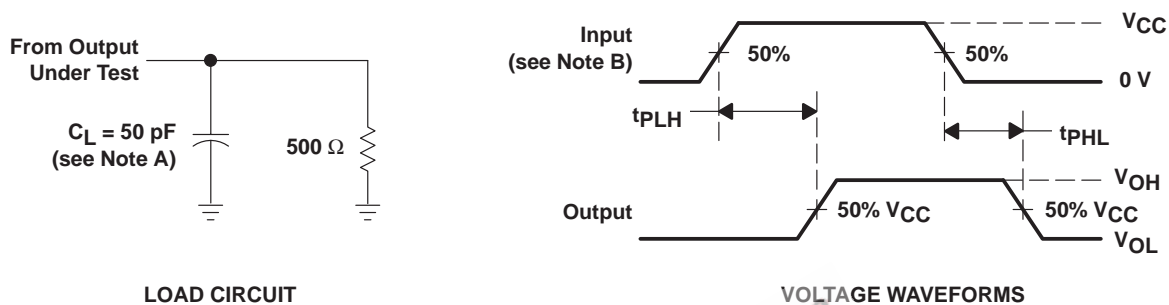 From Output
Under Test
CL = 50 pF
(see Note A)
500 Ω
LOAD CIRCUIT
Input
(see Note B)
50%
50%
VCC
0 V
tPLH
tPHL
Output
50% VCC
50% VCC
VOH
VOL
VOLTAGE WAVEFORMS